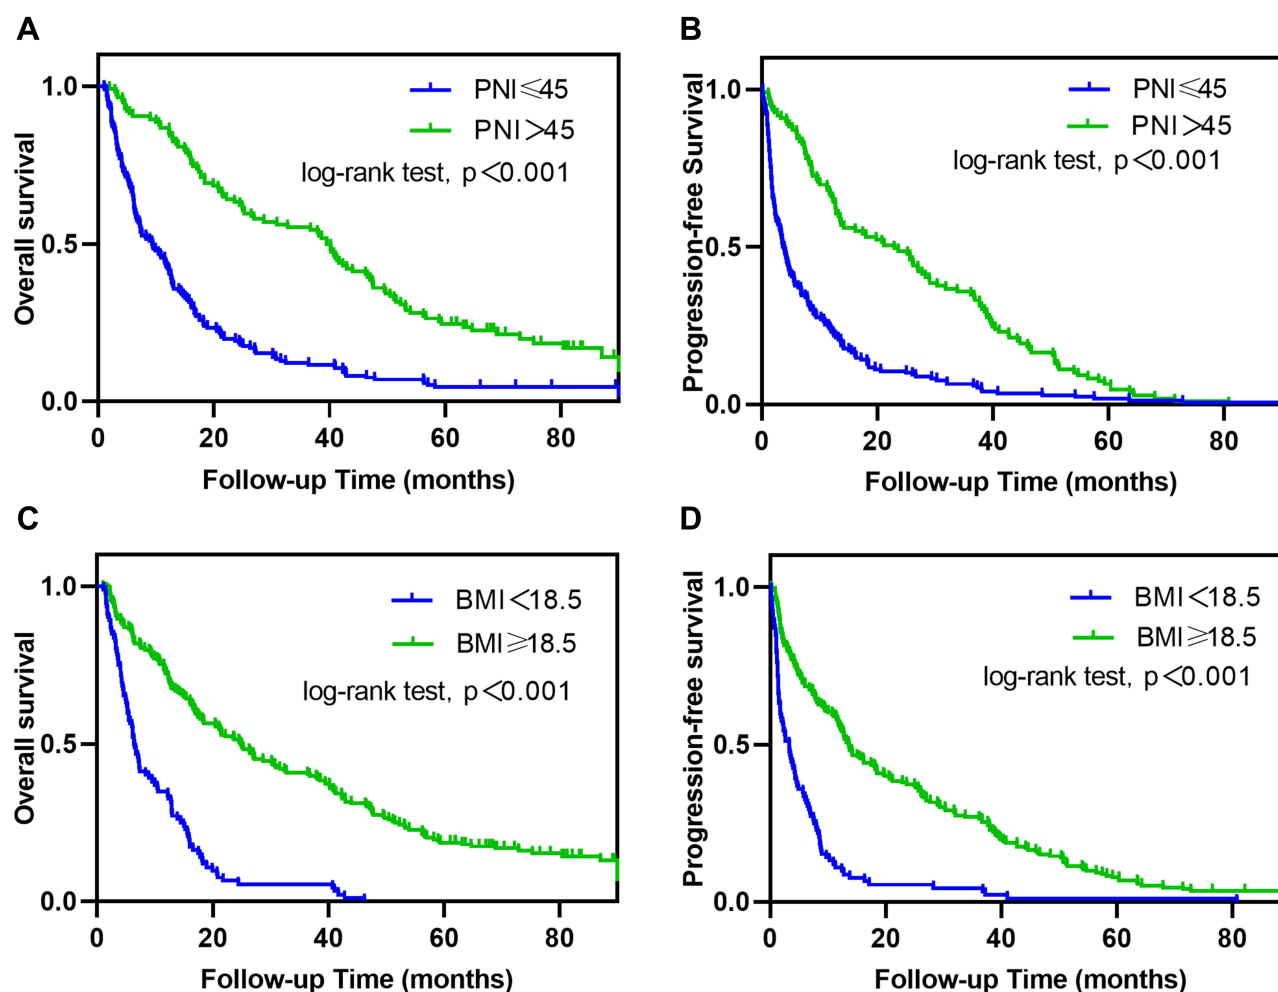 A
Overall survival
1.0
0.5
0.0
PNI≤45
PNI>45
log-rank test, p<0.001
0 20 40 60 80
Follow-up Time (months)
B
Progression-free Survival
1.0
0.5
0.0
PNI≤45
PNI>45
log-rank test, p<0.001
0 20 40 60 80
Follow-up Time (months)
C
Overall survival
1.0
0.5
0.0
BMI<18.5
BMI≥18.5
log-rank test, p<0.001
0 20 40 60 80
Follow-up Time (months)
D
Progression-free survival
1.0
0.5
0.0
BMI<18.5
BMI≥18.5
log-rank test, p<0.001
0 20 40 60 80
Follow-up Time (months)